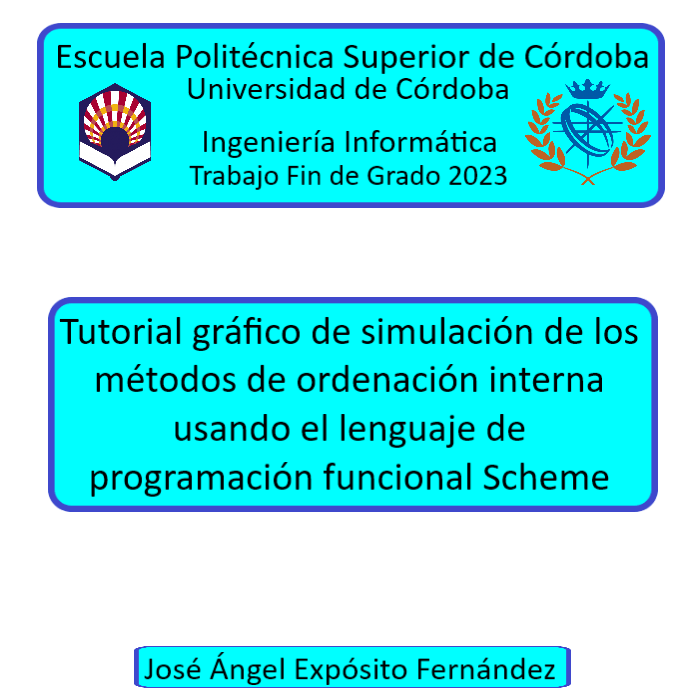 Escuela Politécnica Superior de Córdoba
Universidad de Córdoba
Ingeniería Informática
Trabajo Fin de Grado 2023
Tutorial gráfico de simulación de los
métodos de ordenación interna
usando el lenguaje de
programación funcional Scheme
José Ángel Expósito Fernández